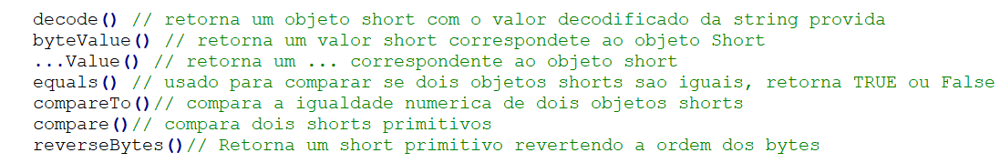 decode() // retorna um objeto short com o valor decodificado da string provida
byteValue() // retorna um valor short correspondete ao objeto Short
...Value() // retorna um ... correspondente ao objeto short
equals() // usado para comparar se dois objetos shorts sao iguais, retorna TRUE ou False
compareTo()// compara a igualdade numerica de dois objetos shorts
compare()// compara dois shorts primitivos
reverseBytes()// Retorna um short primitivo revertendo a ordem dos bytes